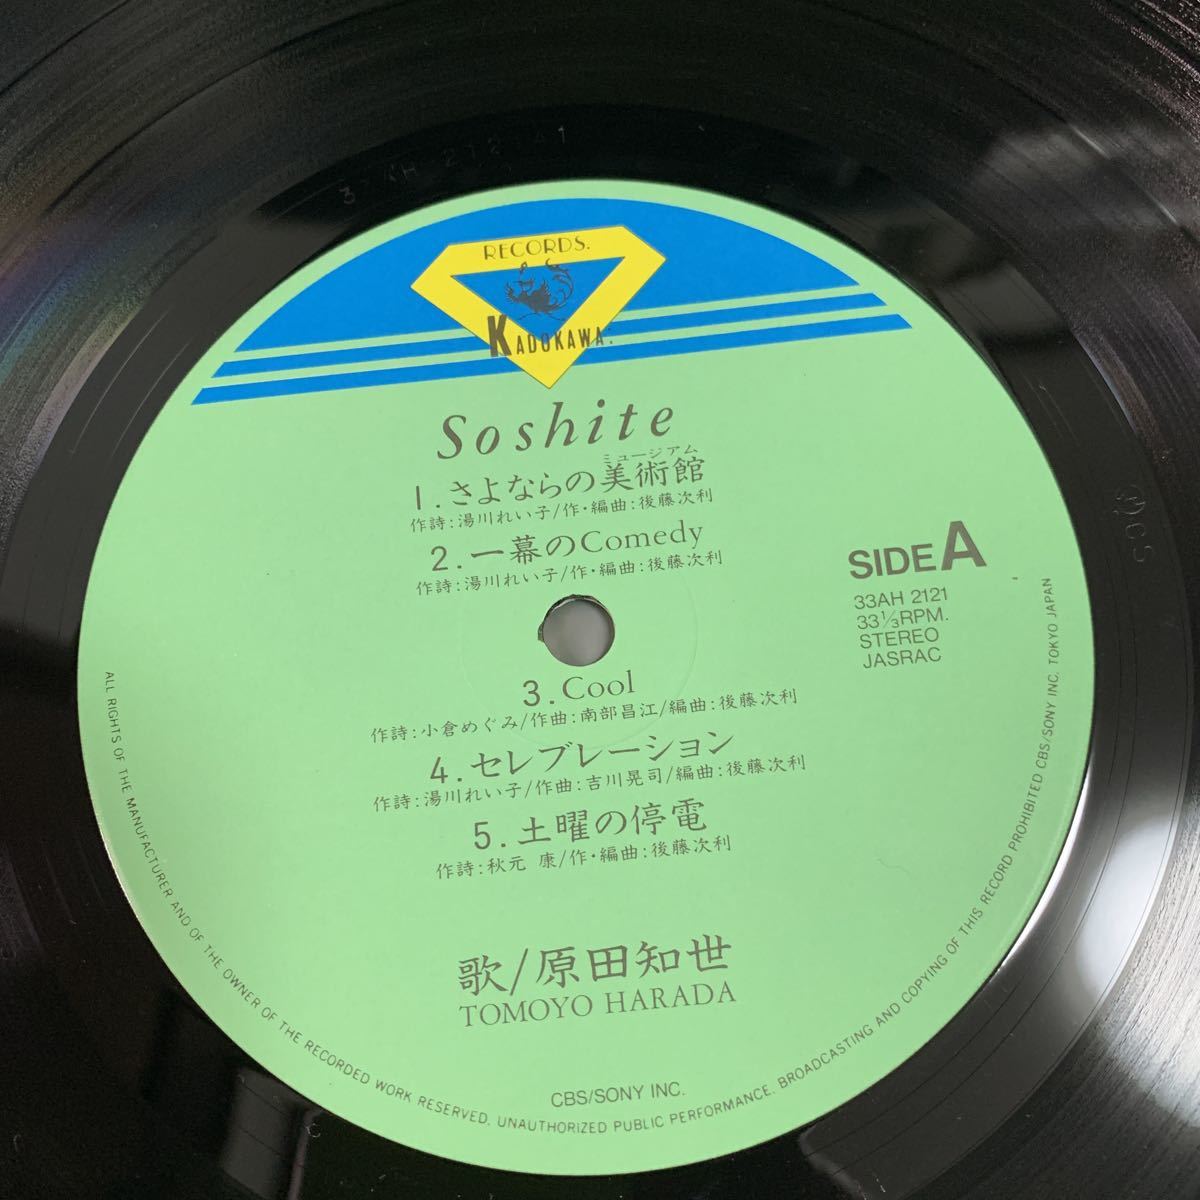 RECORDS.
KADOKAWA:
Soshite
ミュージアム
1.さよならの美術館
作詩:湯川れい子/作・編曲:後藤次利
2.一幕のComedy
作詩:湯川れい子/作・編曲:後藤次利
SIDE A
33AH 2121
33⅓RPM.
STEREO
JASRAC
3.Cool
作詩:小倉めぐみ/作曲:南部昌江/編曲:後藤次利
4.セレブレーション
作詩:湯川れい子/作曲:吉川晃司/編曲:後藤次利
5.土曜の停電
作詩:秋元 康/作・編曲:後藤次利
歌/原田知世
TOMOYO HARADA
CBS/SONY INC.
ALL RIGHTS OF THE MANUFACTURER AND OF THE OWNER OF THE RECORDED WORK RESERVED. UNAUTHORIZED PUBLIC PERFORMANCE. BROADCASTING AND COPYING OF THIS RECORD PROHIBITED CBS/SONY INC. TOKYO JAPAN